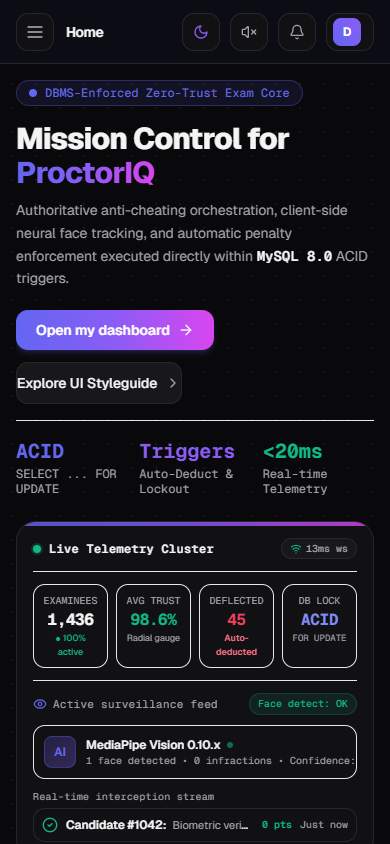 Home
D
DBMS-Enforced Zero-Trust Exam Core
Mission Control for
ProctorIQ
Authoritative anti-cheating orchestration, client-side
neural face tracking, and automatic penalty
enforcement executed directly within MySQL 8.0 ACID
triggers.
Open my dashboard →
Explore UI Styleguide
ACID
SELECT ... FOR
UPDATE
Triggers
Auto-Deduct &
Lockout
<20ms
Real-time
Telemetry
Live Telemetry Cluster
13ms ws
EXAMINEES
1,436
● 100%
active
AVG TRUST
98.6%
Radial gauge
DEFLECTED
45
Auto-
deducted
DB LOCK
ACID
FOR UPDATE
Active surveillance feed
Face detect: OK
AI
MediaPipe Vision 0.10.x
1 face detected • 0 infractions • Confidence:
Real-time interception stream
Candidate #1042: Biometric veri… 0 pts Just now